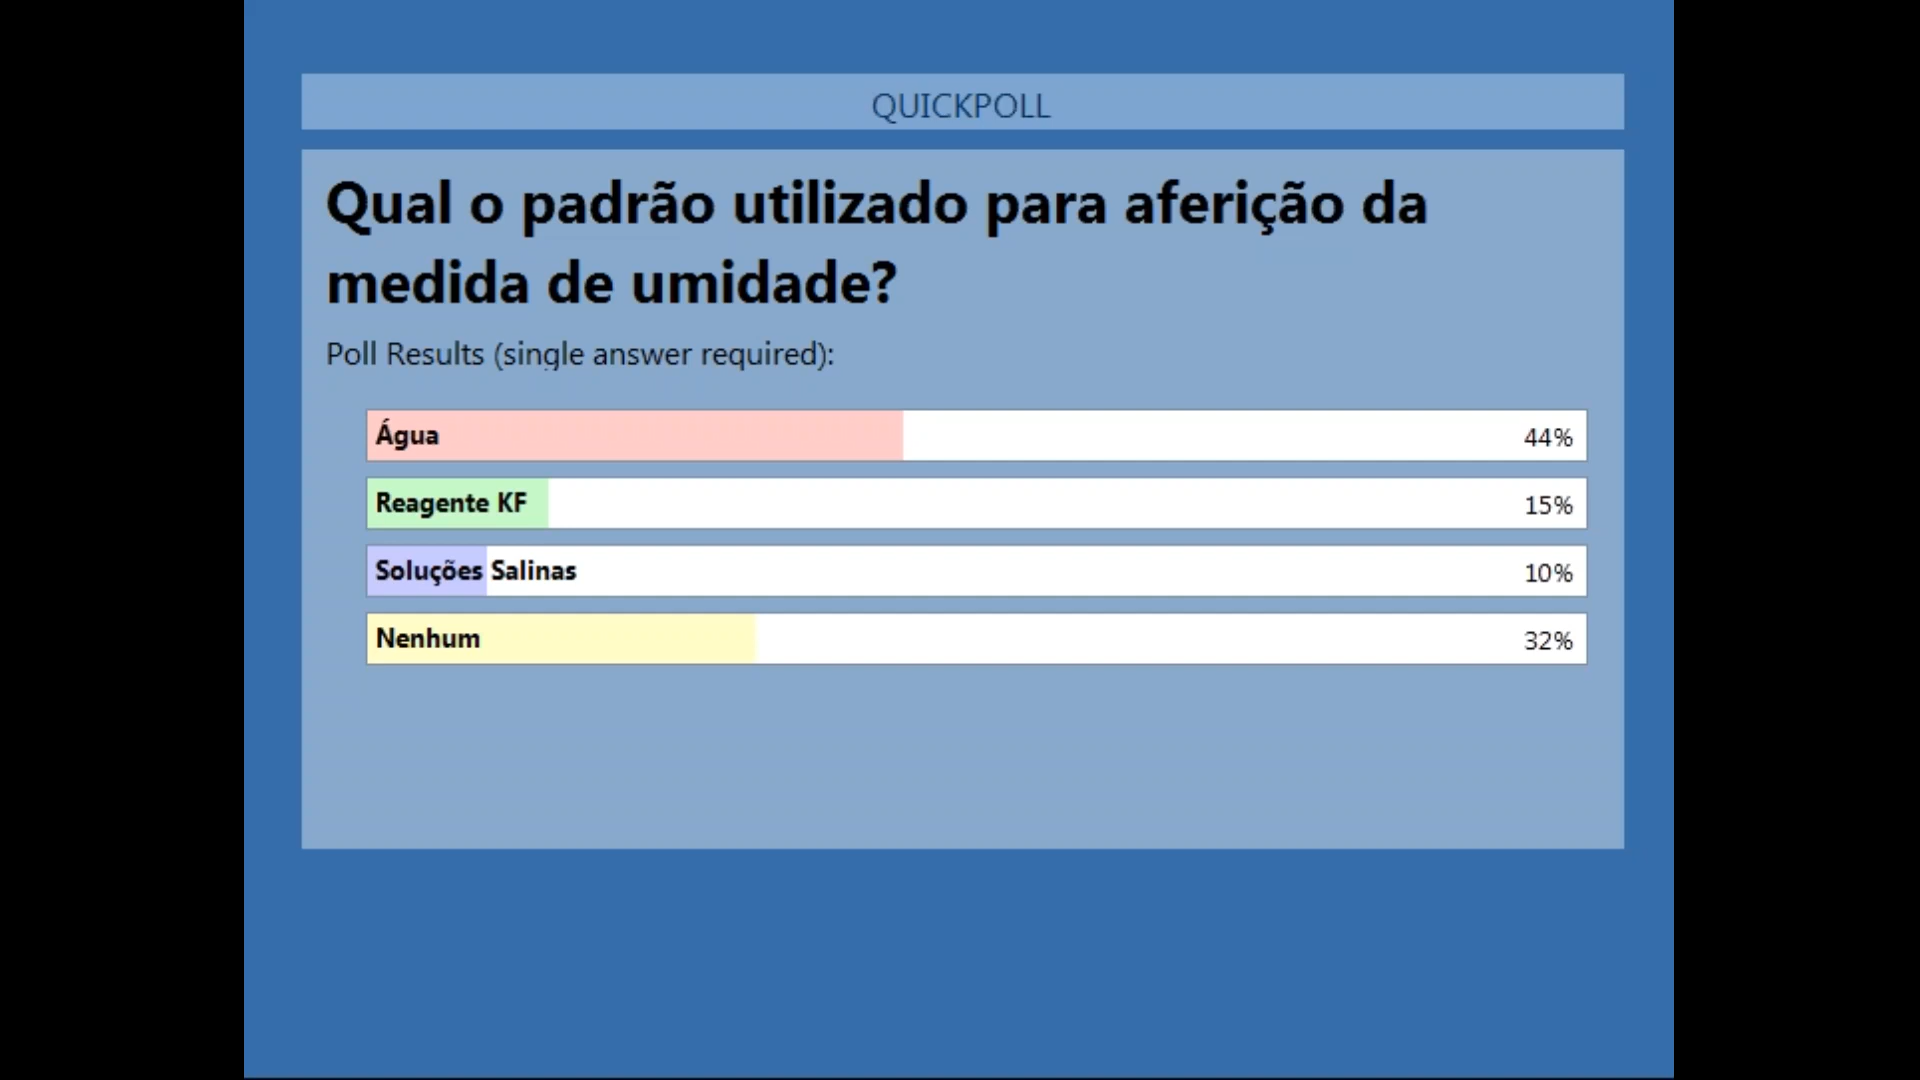 QUICKPOLL
Qual o padrão utilizado para aferição da
medida de umidade?
Poll Results (single answer required):
Água 44%
Reagente KF 15%
Soluções Salinas 10%
Nenhum 32%